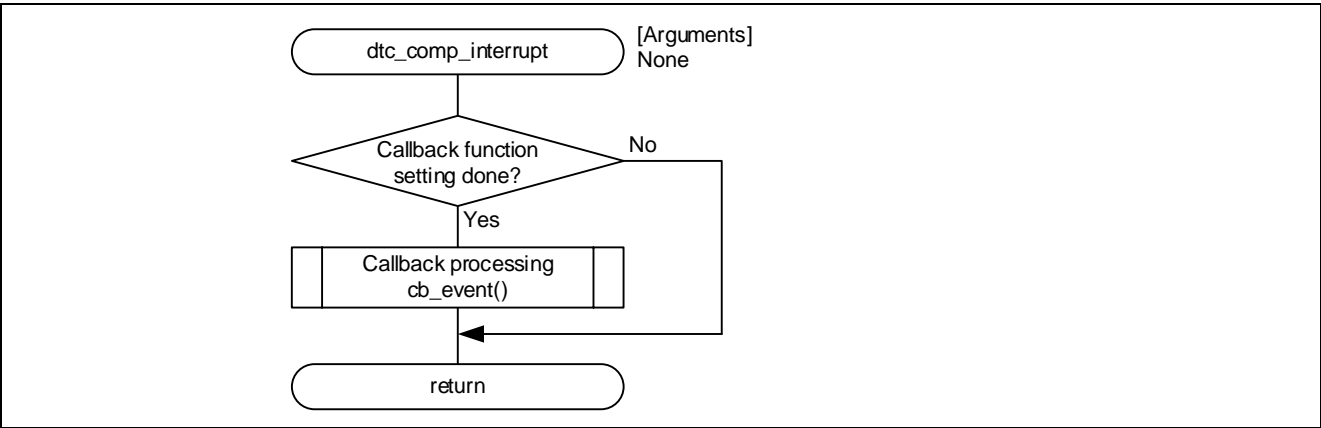 dtc_comp_interrupt
[Arguments]
None
Callback function
setting done?
No
Yes
Callback processing
cb_event()
return